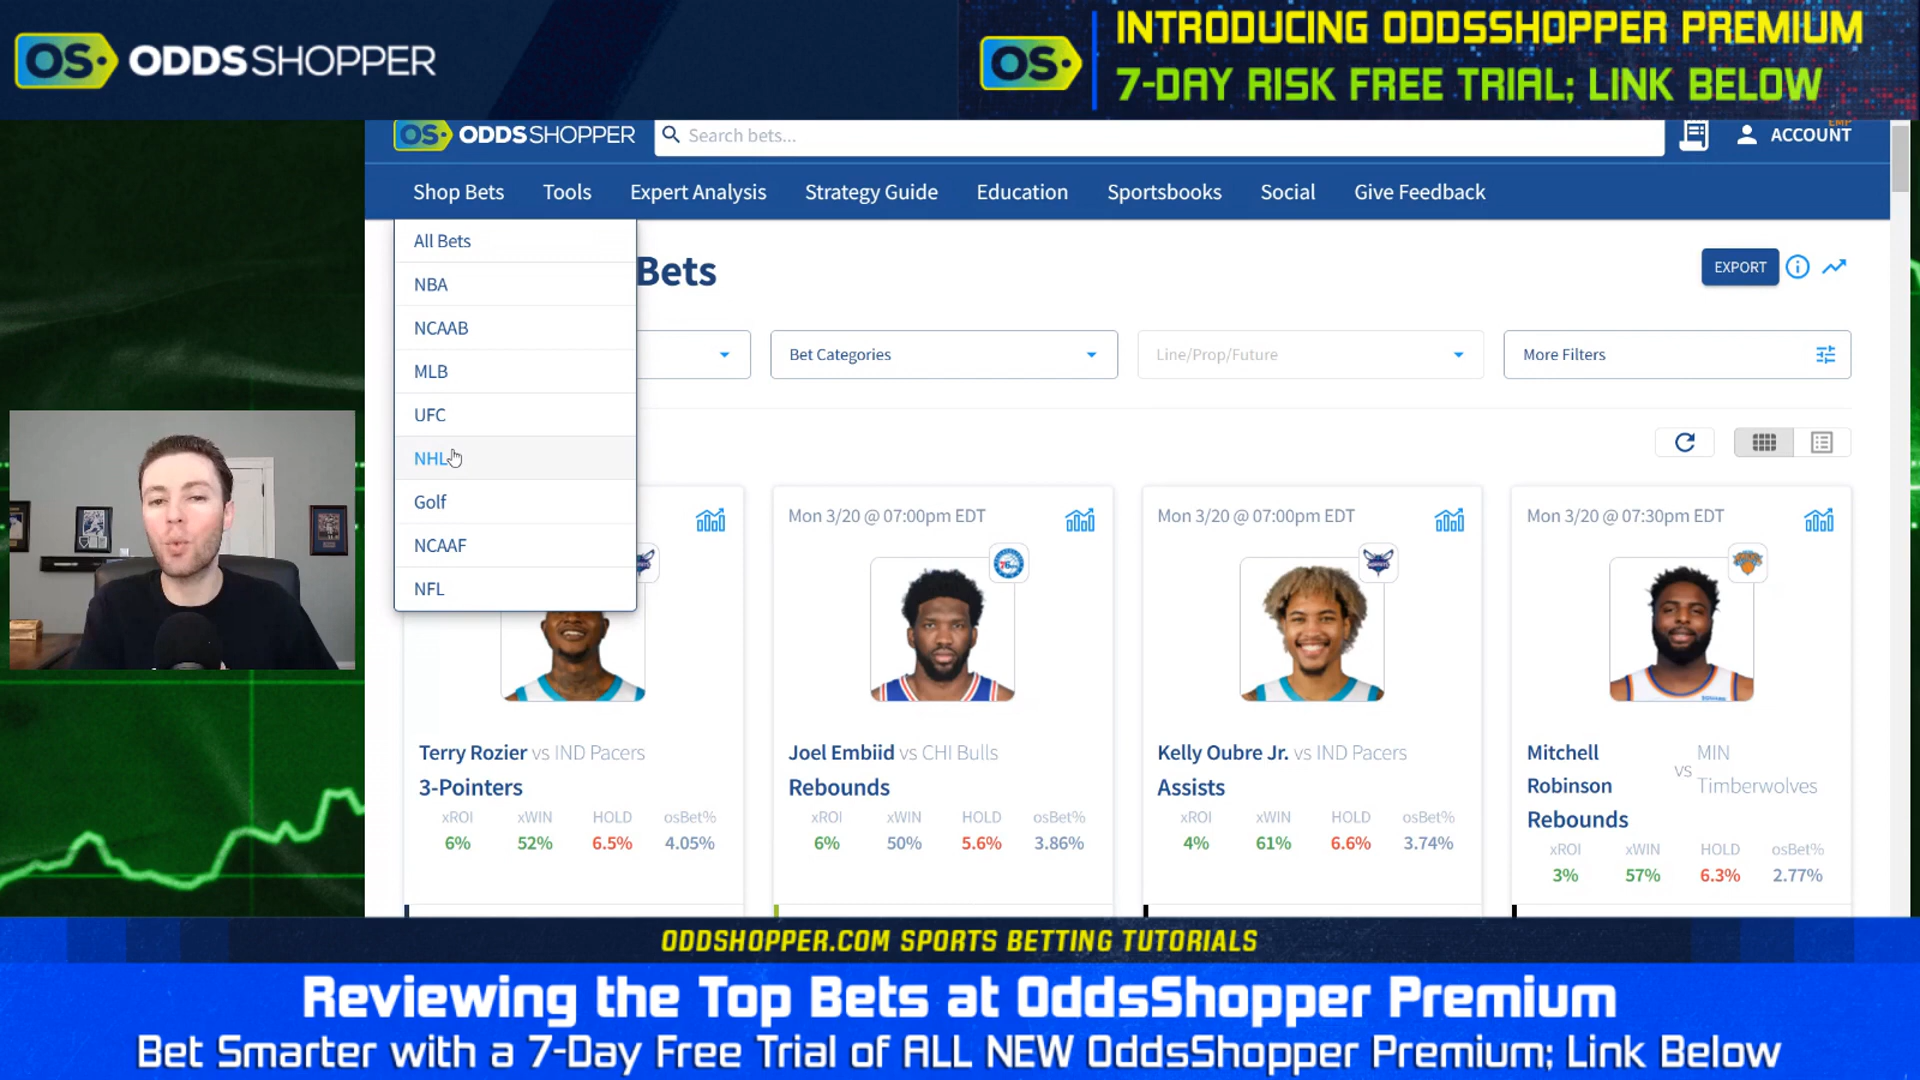 OS ODDSSHOPPER
OS INTRODUCING ODDSSHOPPER PREMIUM
7-DAY RISK FREE TRIAL; LINK BELOW
OS ODDSSHOPPER
Search bets...
EMP
ACCOUNT
Shop Bets Tools Expert Analysis Strategy Guide Education Sportsbooks Social Give Feedback
All Bets
NBA
NCAAB
MLB
UFC
NHL
Golf
NCAAF
NFL
Bets
EXPORT
Bet Categories
Line/Prop/Future
More Filters
Terry Rozier vs IND Pacers
3-Pointers
xROI xWIN HOLD osBet%
6% 52% 6.5% 4.05%
Mon 3/20 @ 07:00pm EDT
Joel Embiid vs CHI Bulls
Rebounds
xROI xWIN HOLD osBet%
6% 50% 5.6% 3.86%
Mon 3/20 @ 07:00pm EDT
Kelly Oubre Jr. vs IND Pacers
Assists
xROI xWIN HOLD osBet%
4% 61% 6.6% 3.74%
Mon 3/20 @ 07:30pm EDT
Mitchell Robinson vs MIN Timberwolves
Rebounds
xROI xWIN HOLD osBet%
3% 57% 6.3% 2.77%
ODDSHOPPER.COM SPORTS BETTING TUTORIALS
Reviewing the Top Bets at OddsShopper Premium
Bet Smarter with a 7-Day Free Trial of ALL NEW OddsShopper Premium; Link Below